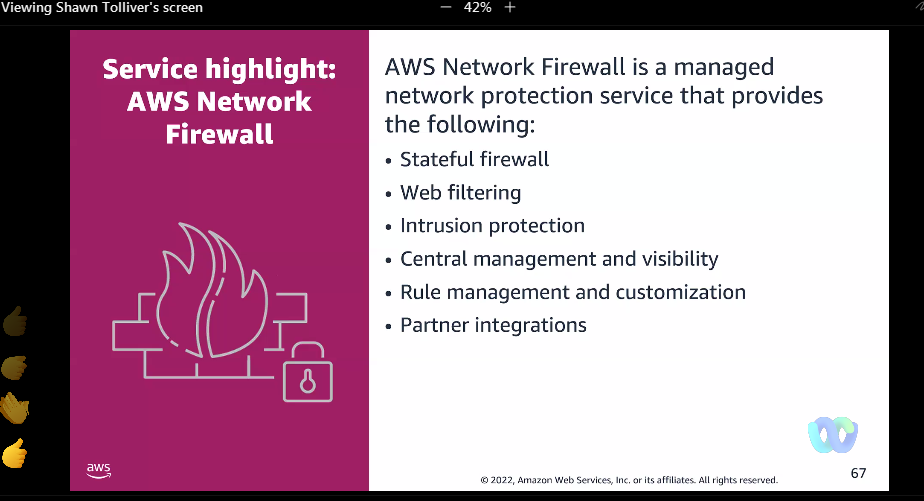 Viewing Shawn Tolliver's screen
− 42% +
Service highlight:
AWS Network
Firewall
AWS Network Firewall is a managed
network protection service that provides
the following:
• Stateful firewall
• Web filtering
• Intrusion protection
• Central management and visibility
• Rule management and customization
• Partner integrations
aws
© 2022, Amazon Web Services, Inc. or its affiliates. All rights reserved.
67